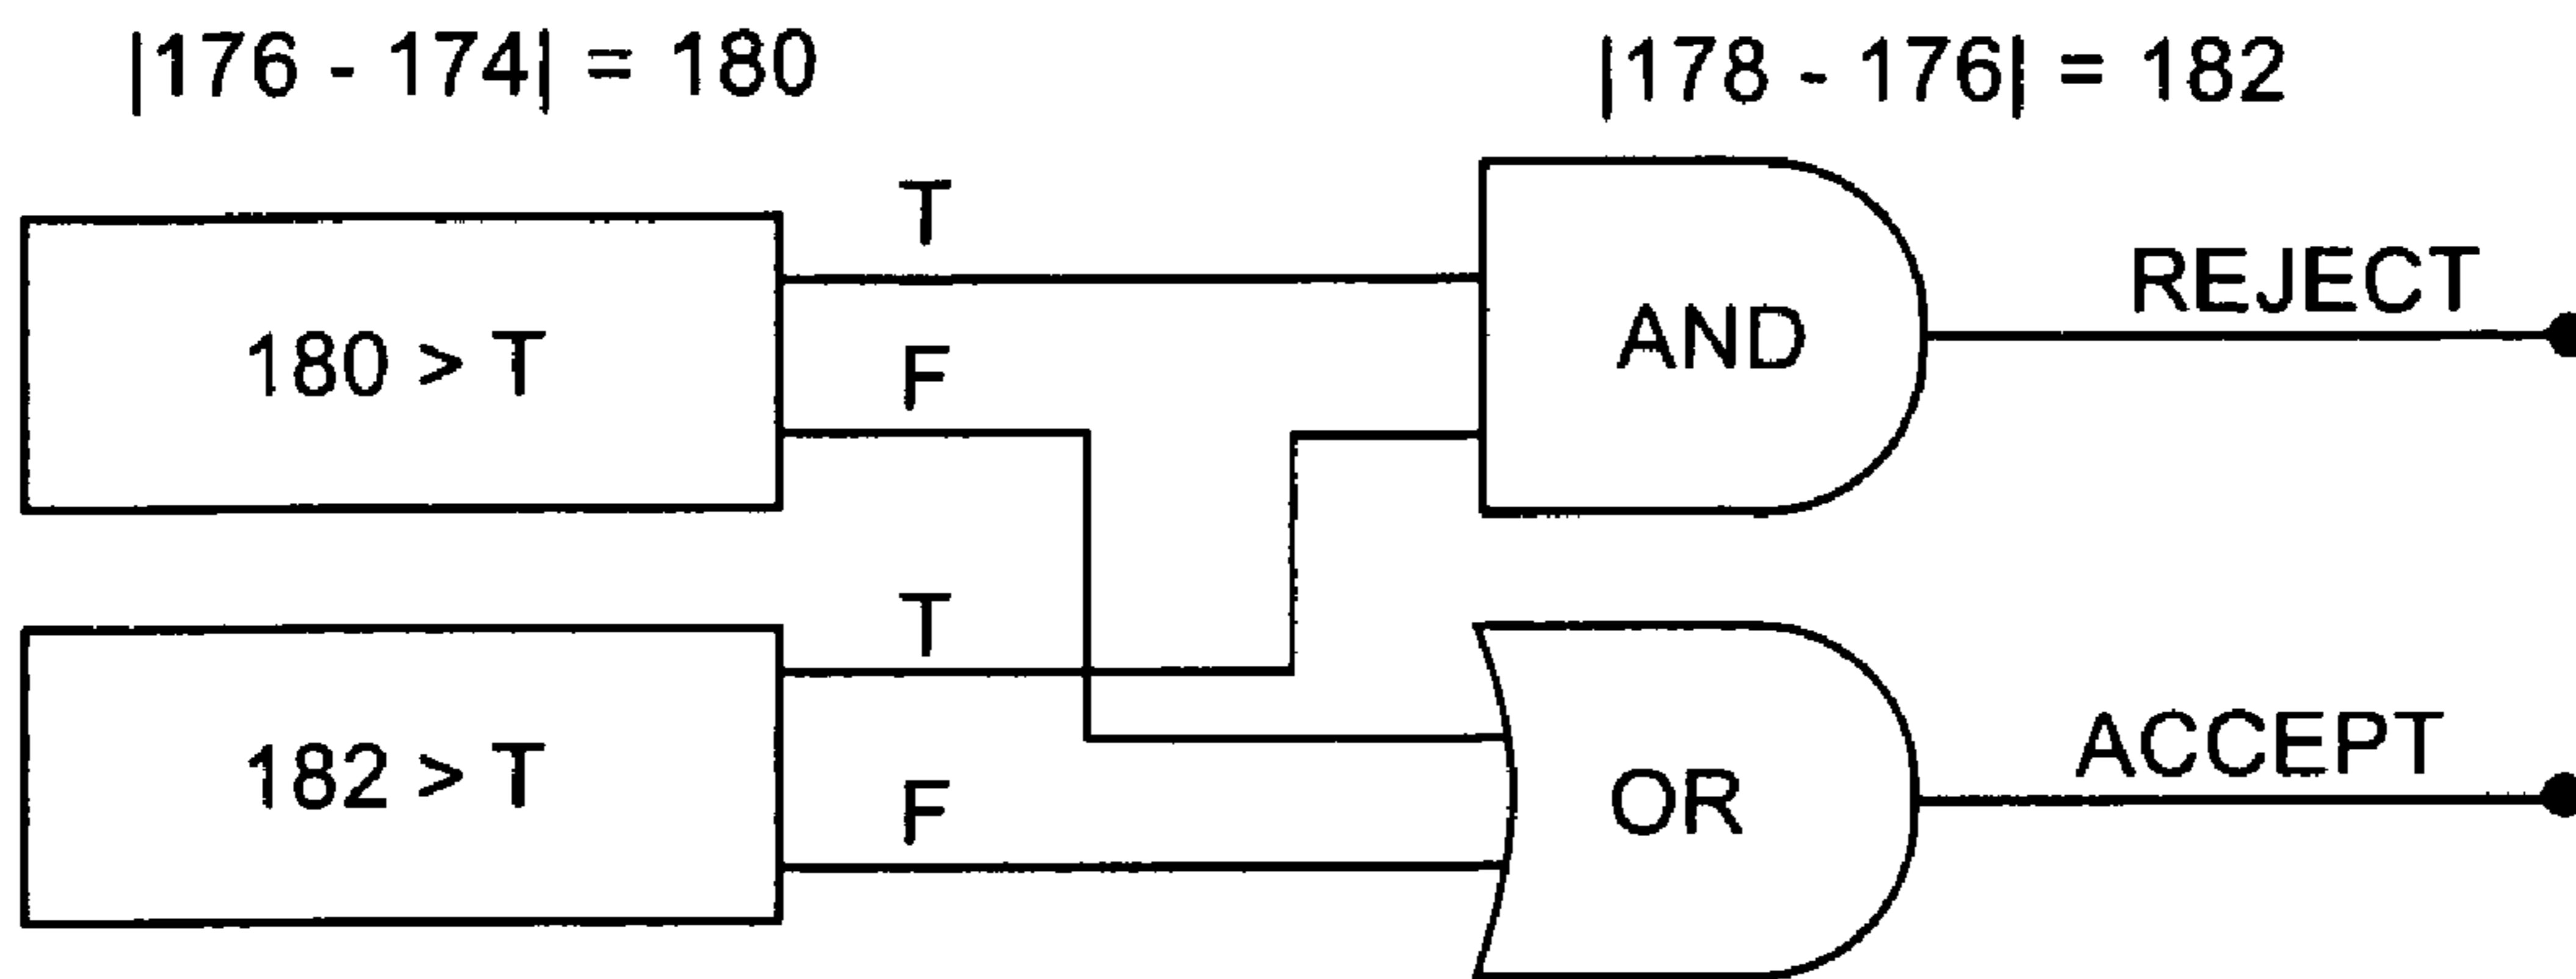 |176 - 174| = 180
|178 - 176| = 182
T
180 > T
F
AND
REJECT
T
182 > T
F
OR
ACCEPT